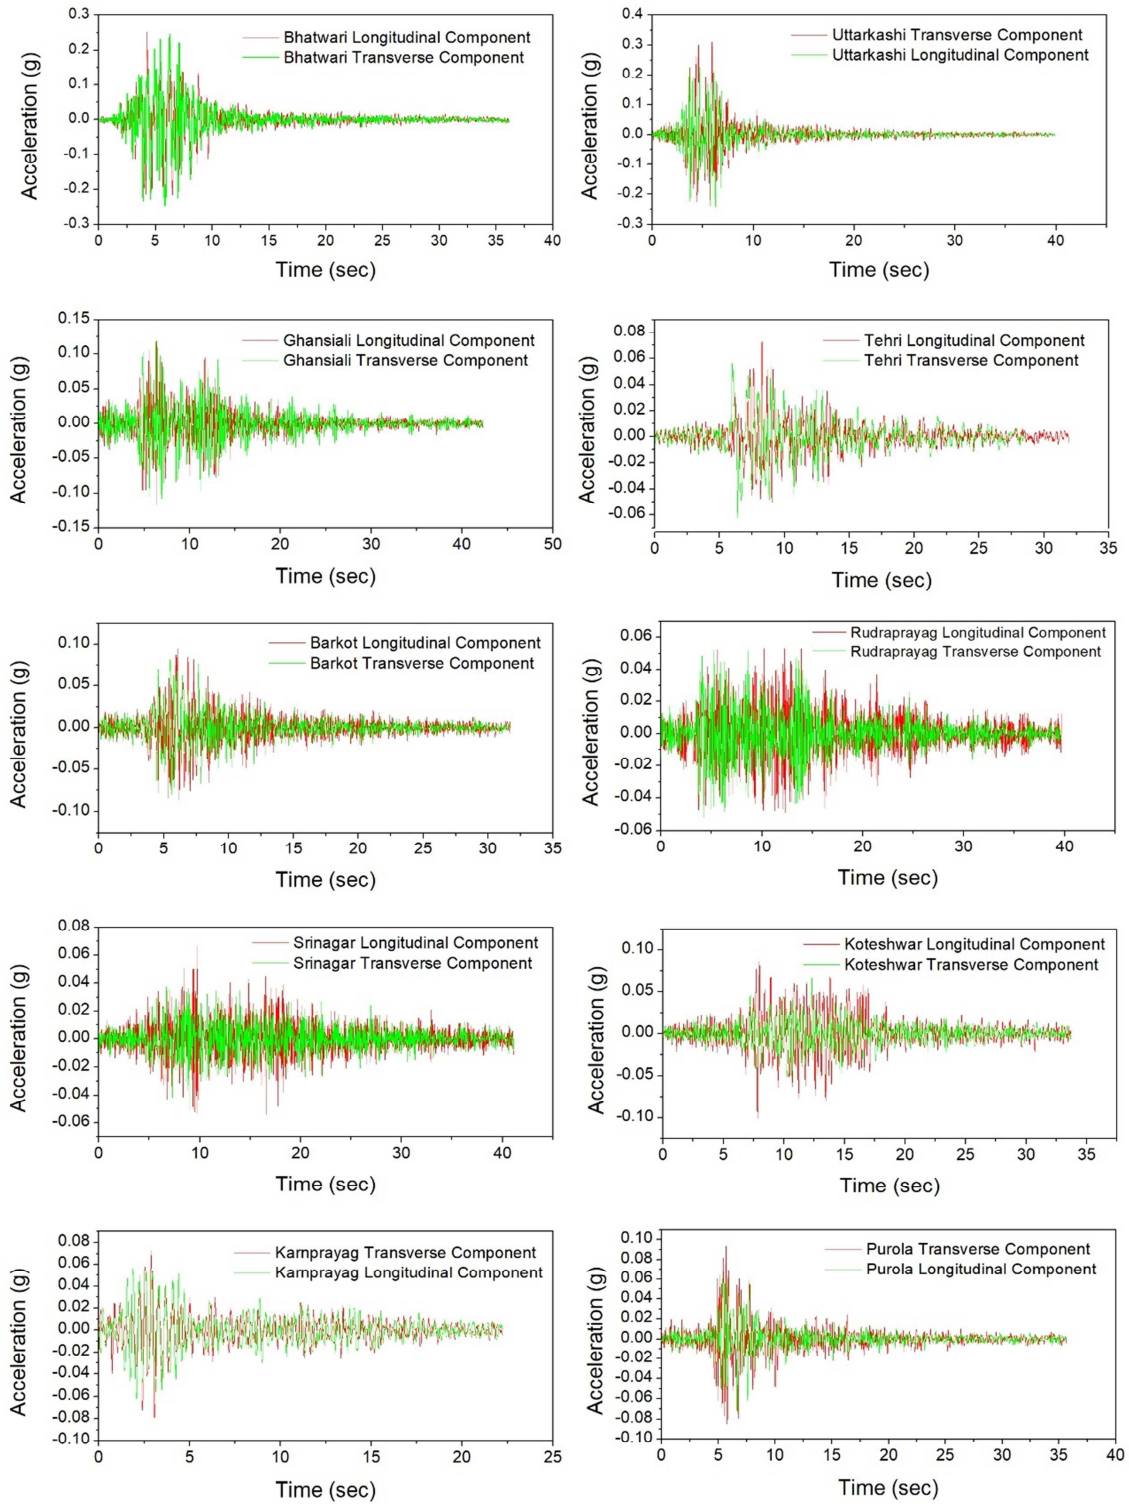 Bhatwari Longitudinal Component
Bhatwari Transverse Component
Acceleration (g)
0.3
0.2
0.1
0.0
-0.1
-0.2
-0.3
0 5 10 15 20 25 30 35 40
Time (sec)
Uttarkashi Transverse Component
Uttarkashi Longitudinal Component
Acceleration (g)
0.4
0.3
0.2
0.1
0.0
-0.1
-0.2
-0.3
0 10 20 30 40
Time (sec)
Ghansiali Longitudinal Component
Ghansiali Transverse Component
Acceleration (g)
0.15
0.10
0.05
0.00
-0.05
-0.10
-0.15
0 10 20 30 40 50
Time (sec)
Tehri Longitudinal Component
Tehri Transverse Component
Acceleration (g)
0.08
0.06
0.04
0.02
0.00
-0.02
-0.04
-0.06
0 5 10 15 20 25 30 35
Time (sec)
Barkot Longitudinal Component
Barkot Transverse Component
Acceleration (g)
0.10
0.05
0.00
-0.05
-0.10
0 5 10 15 20 25 30 35
Time (sec)
Rudraprayag Longitudinal Component
Rudraprayag Transverse Component
Acceleration (g)
0.06
0.04
0.02
0.00
-0.02
-0.04
-0.06
0 10 20 30 40
Time (sec)
Srinagar Longitudinal Component
Srinagar Transverse Component
Acceleration (g)
0.08
0.06
0.04
0.02
0.00
-0.02
-0.04
-0.06
0 10 20 30 40
Time (sec)
Koteshwar Longitudinal Component
Koteshwar Transverse Component
Acceleration (g)
0.10
0.05
0.00
-0.05
-0.10
0 5 10 15 20 25 30 35
Time (sec)
Karnprayag Transverse Component
Karnprayag Longitudinal Component
Acceleration (g)
0.08
0.06
0.04
0.02
0.00
-0.02
-0.04
-0.06
-0.08
-0.10
0 5 10 15 20 25
Time (sec)
Purola Transverse Component
Purola Longitudinal Component
Acceleration (g)
0.10
0.08
0.06
0.04
0.02
0.00
-0.02
-0.04
-0.06
-0.08
-0.10
0 5 10 15 20 25 30 35 40
Time (sec)